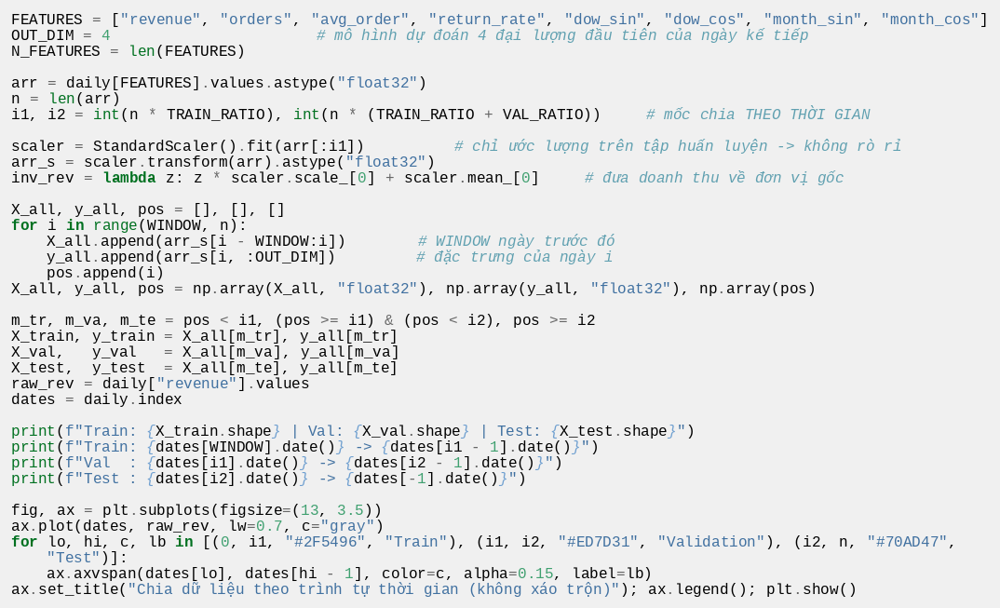 FEATURES = ["revenue", "orders", "avg_order", "return_rate", "dow_sin", "dow_cos", "month_sin", "month_cos"]
OUT_DIM = 4                       # mô hình dự đoán 4 đại lượng đầu tiên của ngày kế tiếp
N_FEATURES = len(FEATURES)

arr = daily[FEATURES].values.astype("float32")
n = len(arr)
i1, i2 = int(n * TRAIN_RATIO), int(n * (TRAIN_RATIO + VAL_RATIO))     # mốc chia THEO THỜI GIAN

scaler = StandardScaler().fit(arr[:i1])          # chỉ ước lượng trên tập huấn luyện -> không rò rỉ
arr_s = scaler.transform(arr).astype("float32")
inv_rev = lambda z: z * scaler.scale_[0] + scaler.mean_[0]     # đưa doanh thu về đơn vị gốc

X_all, y_all, pos = [], [], []
for i in range(WINDOW, n):
    X_all.append(arr_s[i - WINDOW:i])        # WINDOW ngày trước đó
    y_all.append(arr_s[i, :OUT_DIM])         # đặc trưng của ngày i
    pos.append(i)
X_all, y_all, pos = np.array(X_all, "float32"), np.array(y_all, "float32"), np.array(pos)

m_tr, m_va, m_te = pos < i1, (pos >= i1) & (pos < i2), pos >= i2
X_train, y_train = X_all[m_tr], y_all[m_tr]
X_val,   y_val   = X_all[m_va], y_all[m_va]
X_test,  y_test  = X_all[m_te], y_all[m_te]
raw_rev = daily["revenue"].values
dates = daily.index

print(f"Train: {X_train.shape} | Val: {X_val.shape} | Test: {X_test.shape}")
print(f"Train: {dates[WINDOW].date()} -> {dates[i1 - 1].date()}")
print(f"Val  : {dates[i1].date()} -> {dates[i2 - 1].date()}")
print(f"Test : {dates[i2].date()} -> {dates[-1].date()}")

fig, ax = plt.subplots(figsize=(13, 3.5))
ax.plot(dates, raw_rev, lw=0.7, c="gray")
for lo, hi, c, lb in [(0, i1, "#2F5496", "Train"), (i1, i2, "#ED7D31", "Validation"), (i2, n, "#70AD47",
    "Test")]:
    ax.axvspan(dates[lo], dates[hi - 1], color=c, alpha=0.15, label=lb)
ax.set_title("Chia dữ liệu theo trình tự thời gian (không xáo trộn)"); ax.legend(); plt.show()